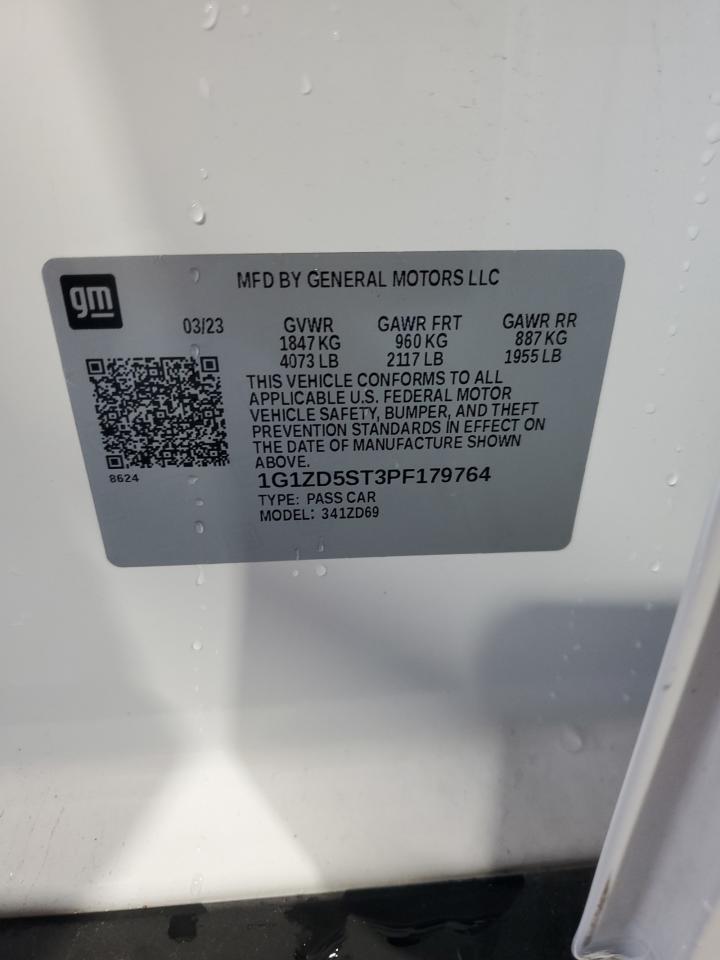 gm
MFD BY GENERAL MOTORS LLC
03/23 GVWR GAWR FRT GAWR RR
1847 KG 960 KG 887 KG
4073 LB 2117 LB 1955 LB
THIS VEHICLE CONFORMS TO ALL
APPLICABLE U.S. FEDERAL MOTOR
VEHICLE SAFETY, BUMPER, AND THEFT
PREVENTION STANDARDS IN EFFECT ON
THE DATE OF MANUFACTURE SHOWN
ABOVE.
8624
1G1ZD5ST3PF179764
TYPE: PASS CAR
MODEL: 341ZD69